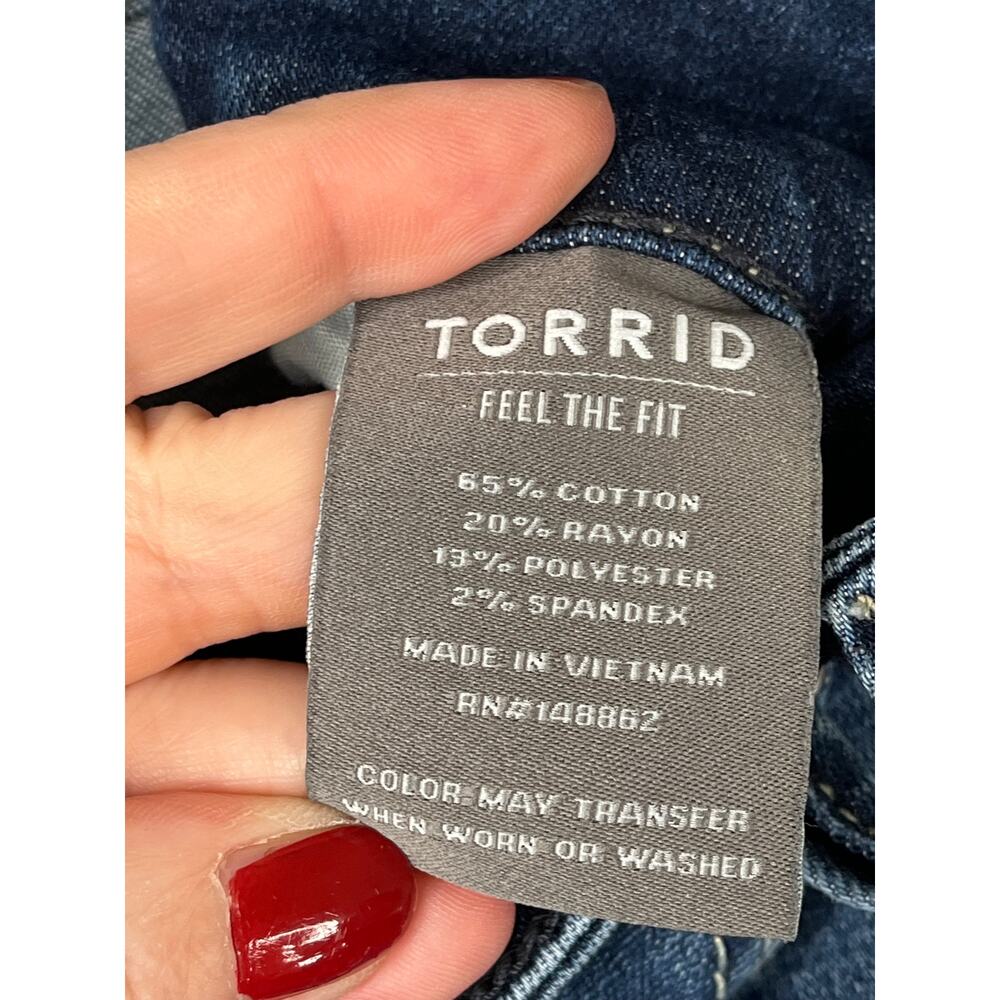 TORRID
FEEL THE FIT
65% COTTON
20% RAYON
13% POLYESTER
2% SPANDEX
MADE IN VIETNAM
RN#148862
COLOR MAY TRANSFER
WHEN WORN OR WASHED